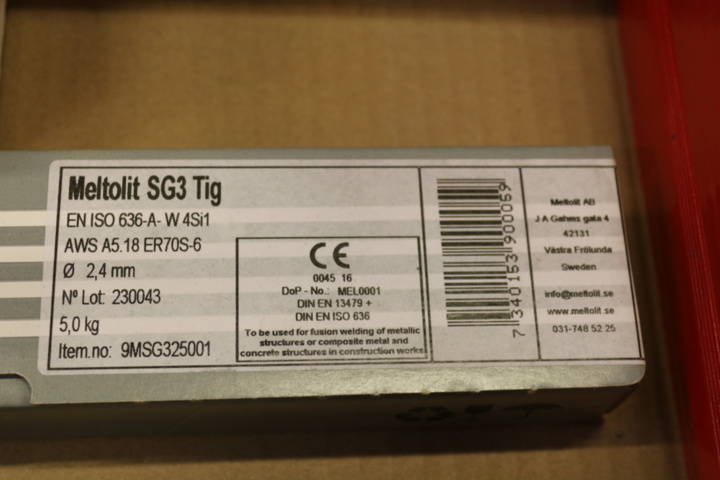 Meltolit SG3 Tig
EN ISO 636-A- W 4Si1
AWS A5.18 ER70S-6
Ø 2,4 mm
Nº Lot: 230043
5,0 kg
Item.no: 9MSG325001
CE
0045 16
DoP - No.: MEL0001
DIN EN 13479 +
DIN EN ISO 636
To be used for fusion welding of metallic
structures or composite metal and
concrete structures in construction works
7 340153 900059
Meltolit AB
J A Gahms gata 4
42131
Västra Frölunda
Sweden
info@meltolit.se
www.meltolit.se
031-748 52 25